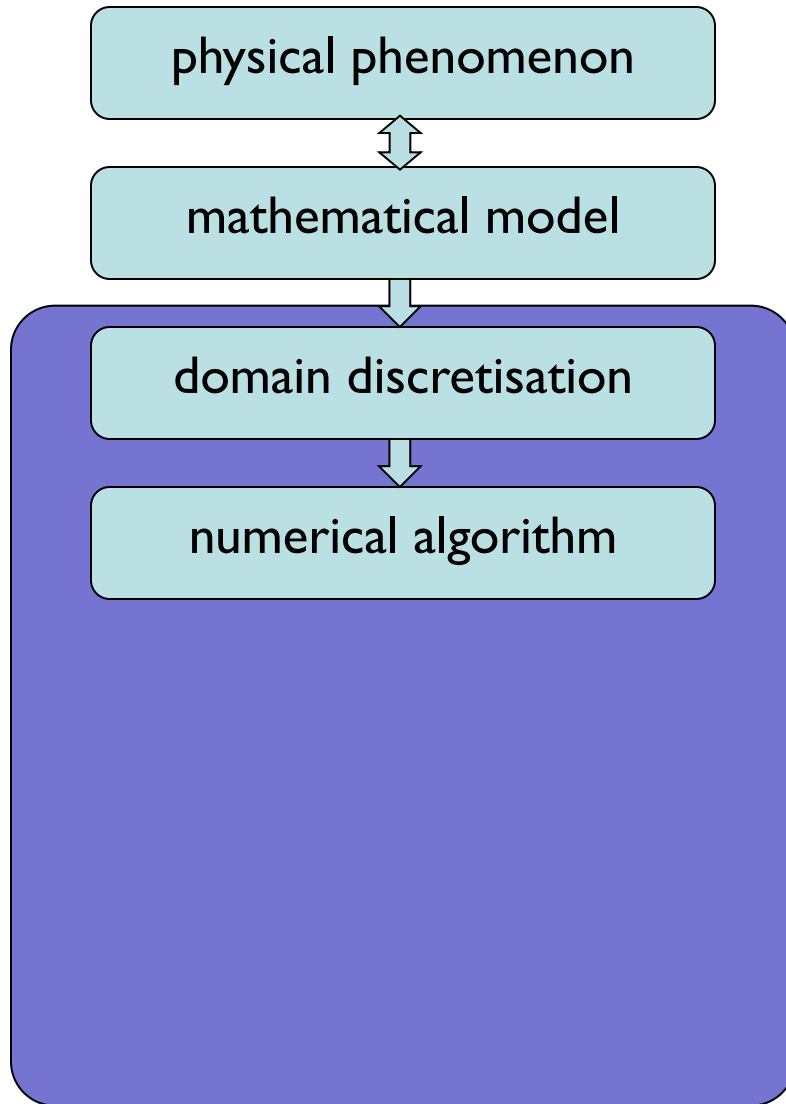 physical phenomenon
mathematical model
domain discretisation
numerical algorithm